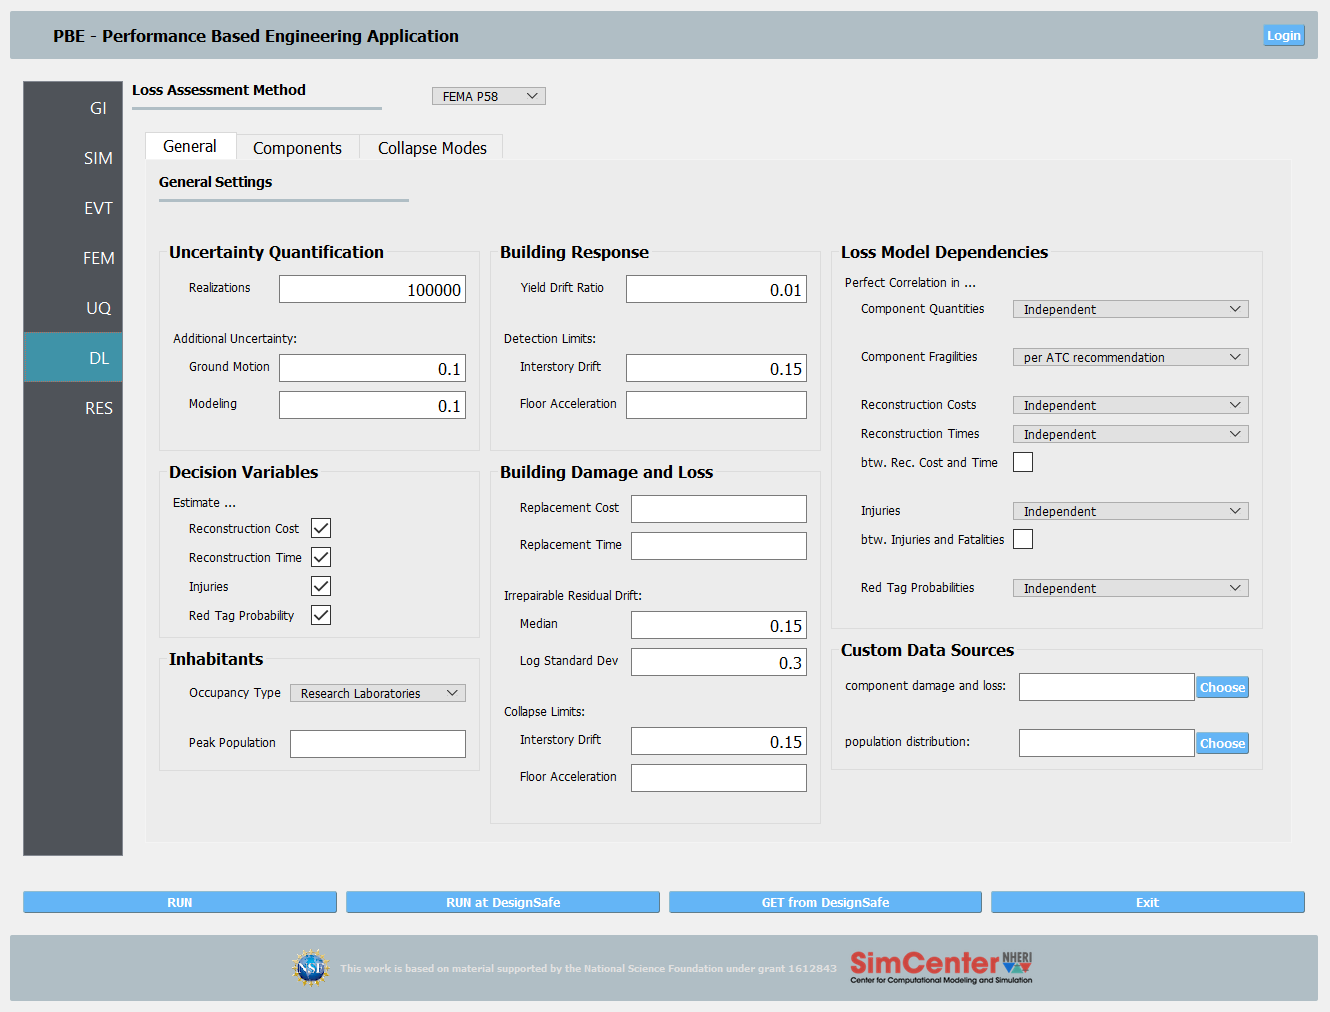 PBE - Performance Based Engineering Application
Login
GI
SIM
EVT
FEM
UQ
DL
RES
Loss Assessment Method
FEMA P58
General
Components
Collapse Modes
General Settings
Uncertainty Quantification
Realizations
100000
Additional Uncertainty:
Ground Motion
0.1
Modeling
0.1
Decision Variables
Estimate ...
Reconstruction Cost
Reconstruction Time
Injuries
Red Tag Probability
Inhabitants
Occupancy Type
Research Laboratories
Peak Population
Building Response
Yield Drift Ratio
0.01
Detection Limits:
Interstory Drift
0.15
Floor Acceleration
Building Damage and Loss
Replacement Cost
Replacement Time
Irrepairable Residual Drift:
Median
0.15
Log Standard Dev
0.3
Collapse Limits:
Interstory Drift
0.15
Floor Acceleration
Loss Model Dependencies
Perfect Correlation in ...
Component Quantities
Independent
Component Fragilities
per ATC recommendation
Reconstruction Costs
Independent
Reconstruction Times
Independent
btw. Rec. Cost and Time
Injuries
Independent
btw. Injuries and Fatalities
Red Tag Probabilities
Independent
Custom Data Sources
component damage and loss:
Choose
population distribution:
Choose
RUN
RUN at DesignSafe
GET from DesignSafe
Exit
NSF
This work is based on material supported by the National Science Foundation under grant 1612843
SimCenter NHERI
Center for Computational Modeling and Simulation